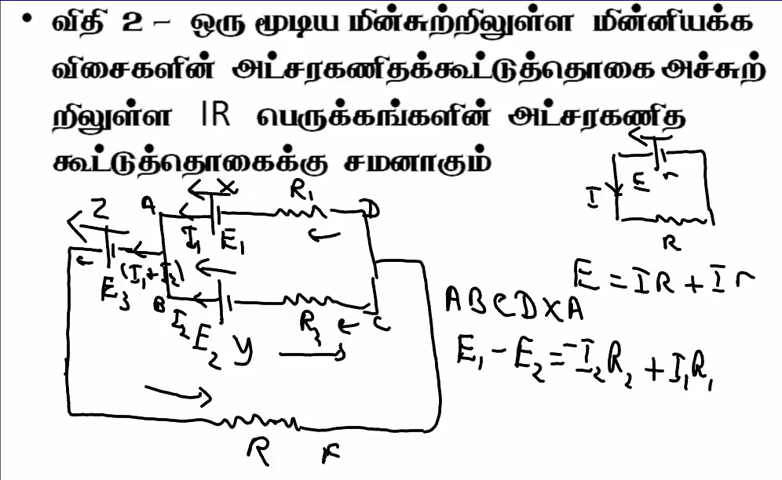 • விதி 2 – ஒரு மூடிய மின்சுற்றிலுள்ள மின்னியக்க
விசைகளின் அட்சரகணிதக்கூட்டுத்தொகை அச்சுற்
றிலுள்ள IR பெருக்கங்களின் அட்சரகணித
கூட்டுத்தொகைக்கு சமனாகும்
E r
I
R
E = IR + Ir
Z A X R₁ D
I₁ E₁
E₃ (I₁+I₂)
B C
I₂ E₂ y
R
ABCDXA
E₁ - E₂ = -I₂R₂ + I₁R₁